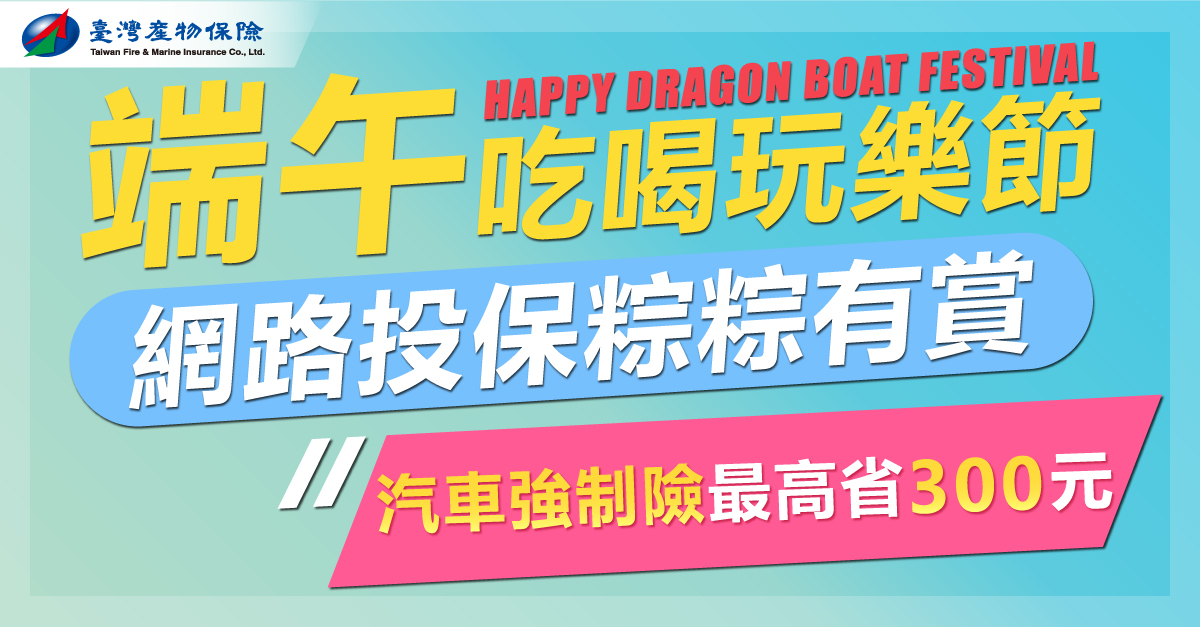 臺灣產物保險
Taiwan Fire & Marine Insurance Co., Ltd.
HAPPY DRAGON BOAT FESTIVAL
端午吃喝玩樂節
網路投保粽粽有賞
汽車強制險最高省300元